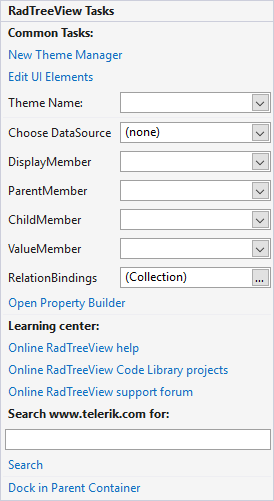 RadTreeView Tasks
Common Tasks:
New Theme Manager
Edit UI Elements
Theme Name:
Choose DataSource (none)
DisplayMember
ParentMember
ChildMember
ValueMember
RelationBindings (Collection) ...
Open Property Builder
Learning center:
Online RadTreeView help
Online RadTreeView Code Library projects
Online RadTreeView support forum
Search www.telerik.com for:
Search
Dock in Parent Container